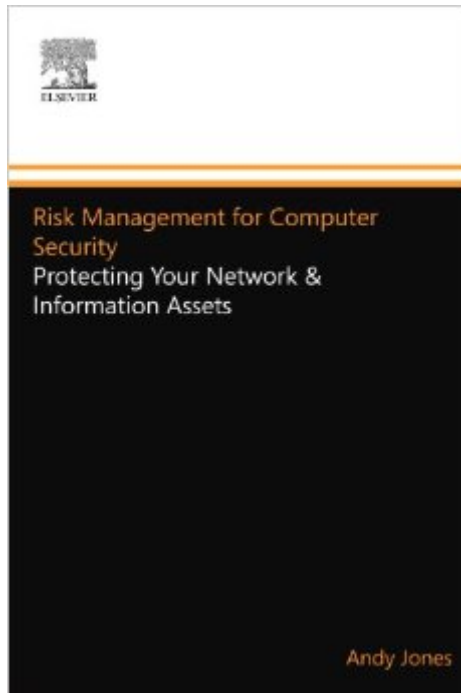 ELSEVIER
Risk Management for Computer
Security
Protecting Your Network &
Information Assets
Andy Jones